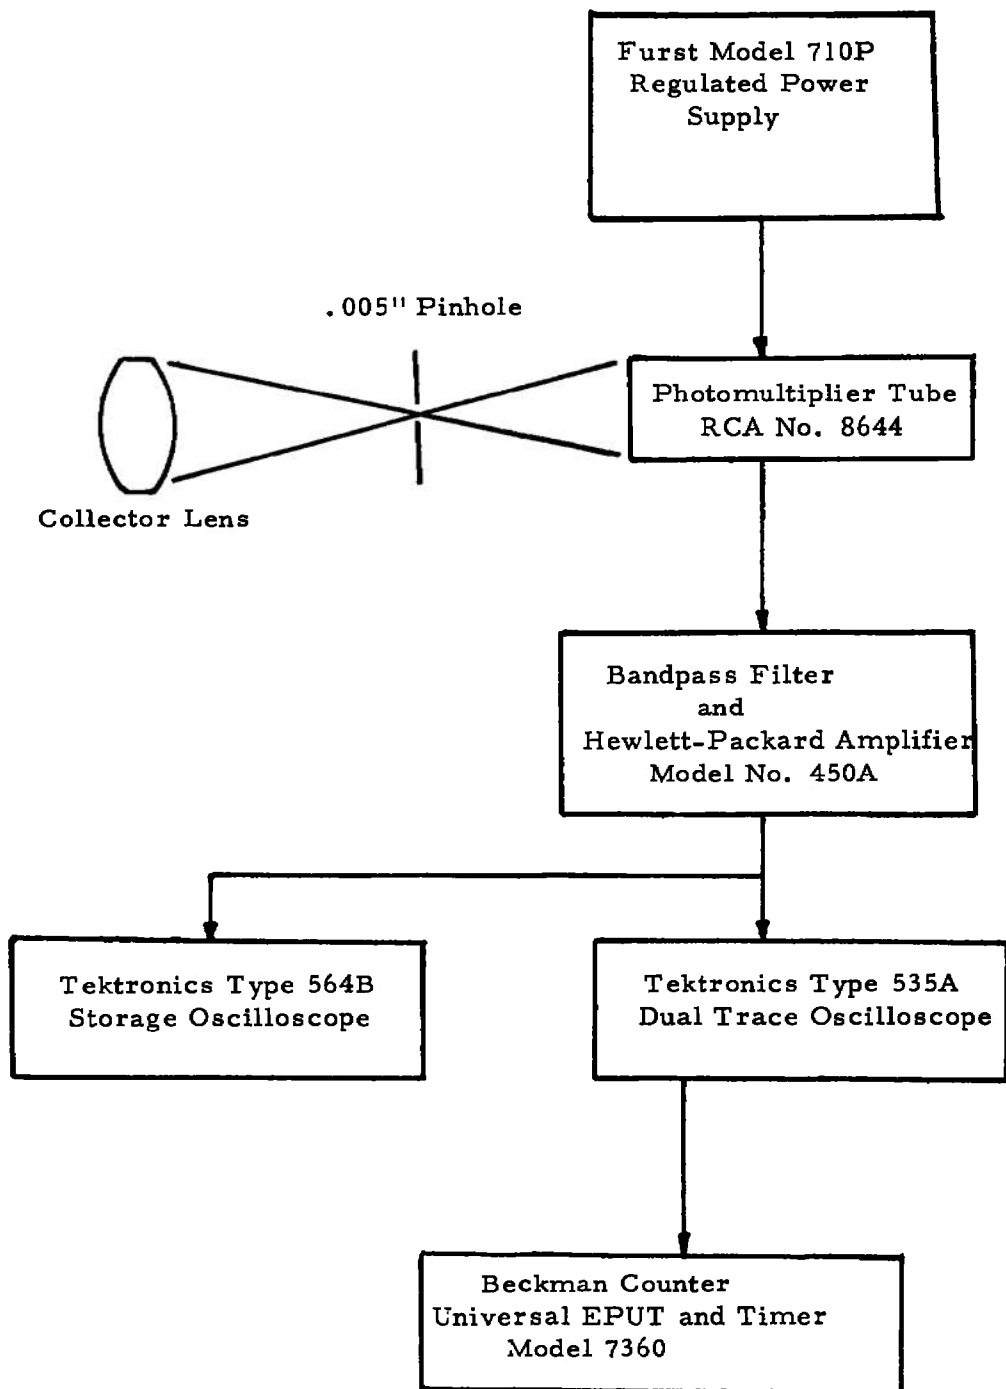 Furst Model 710P
Regulated Power
Supply
.005" Pinhole
Photomultiplier Tube
RCA No. 8644
Collector Lens
Bandpass Filter
and
Hewlett-Packard Amplifier
Model No. 450A
Tektronics Type 564B
Storage Oscilloscope
Tektronics Type 535A
Dual Trace Oscilloscope
Beckman Counter
Universal EPUT and Timer
Model 7360